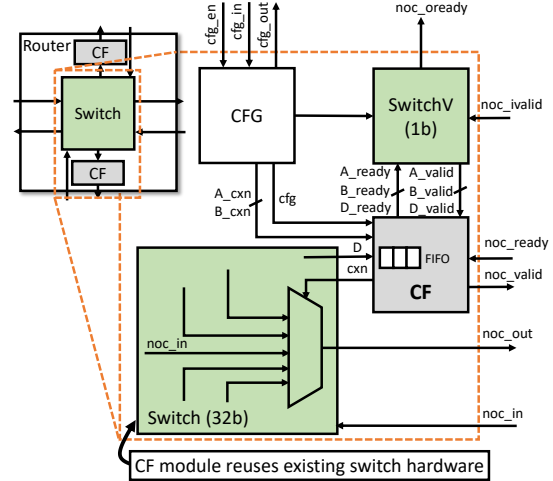 cfg_en
cfg_in
cfg_out
noc_oready
Router
CF
Switch
CF
CFG
SwitchV
(1b)
noc_ivalid
A_cxn
B_cxn
cfg
A_ready
B_ready
D_ready
A_valid
B_valid
D_valid
D
cxn
FIFO
CF
noc_ready
noc_valid
noc_in
noc_out
Switch (32b)
noc_in
CF module reuses existing switch hardware